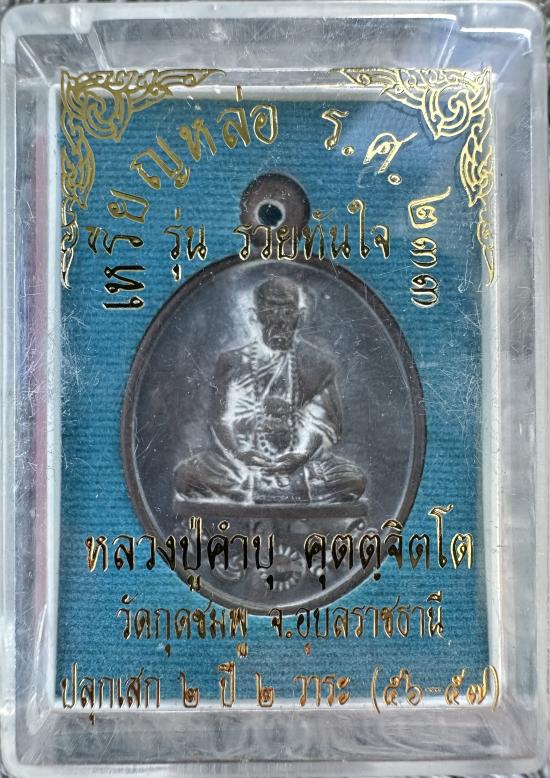 เหรียญหล่อ ร.ศ. ๒๓๓
รุ่น รวยทันใจ
หลวงปู่คำบุ คุตฺตจิตฺโต
วัดกุดชมพู จ.อุบลราชธานี
ปลุกเสก ๒ ปี ๒ วาระ (๕๖-๕๗)